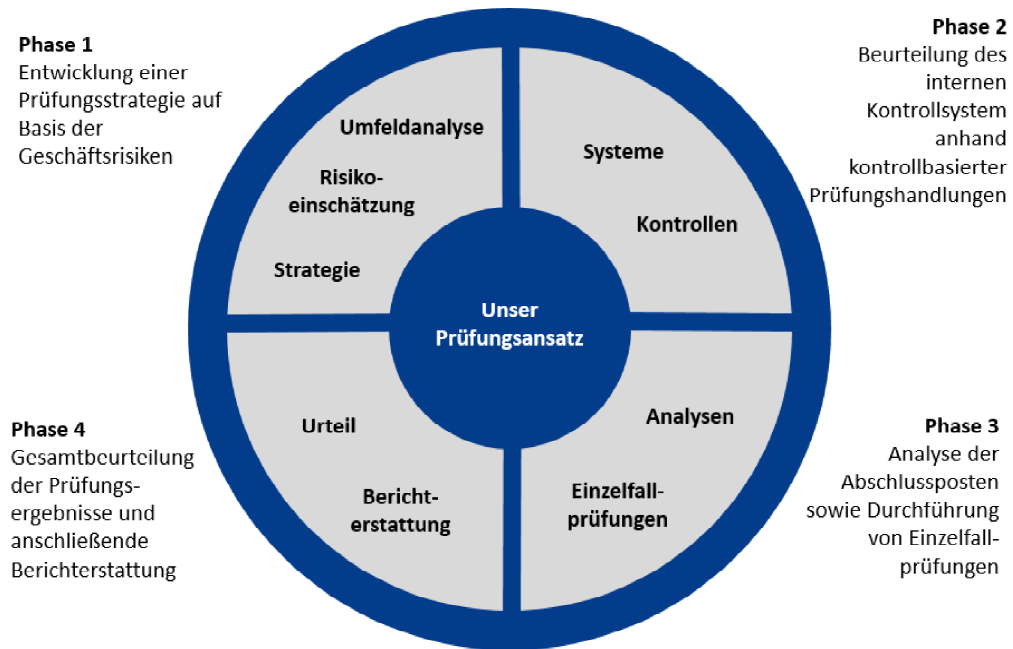 Phase 1
Entwicklung einer
Prüfungsstrategie auf
Basis der
Geschäftsrisiken
Umfeldanalyse
Risiko-
einschätzung
Strategie
Phase 2
Beurteilung des
internen
Kontrollsystem
anhand
kontrollbasierter
Prüfungshandlungen
Systeme
Kontrollen
Unser
Prüfungsansatz
Phase 3
Analyse der
Abschlussposten
sowie Durchführung
von Einzelfall-
prüfungen
Analysen
Einzelfall-
prüfungen
Phase 4
Gesamtbeurteilung
der Prüfungs-
ergebnisse und
anschließende
Berichterstattung
Urteil
Bericht-
erstattung